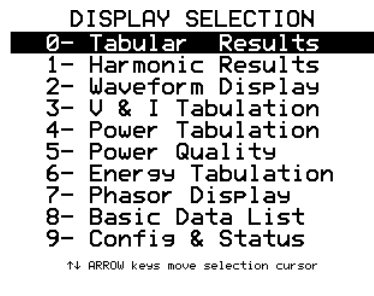 DISPLAY SELECTION
0- Tabular Results
1- Harmonic Results
2- Waveform Display
3- V & I Tabulation
4- Power Tabulation
5- Power Quality
6- Energy Tabulation
7- Phasor Display
8- Basic Data List
9- Config & Status
↑↓ ARROW keys move selection cursor